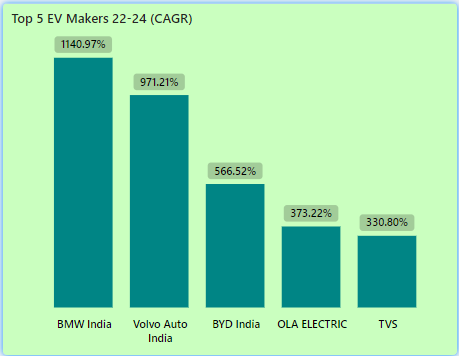 Top 5 EV Makers 22-24 (CAGR)
1140.97%
971.21%
566.52%
373.22%
330.80%
BMW India
Volvo Auto
India
BYD India
OLA ELECTRIC
TVS